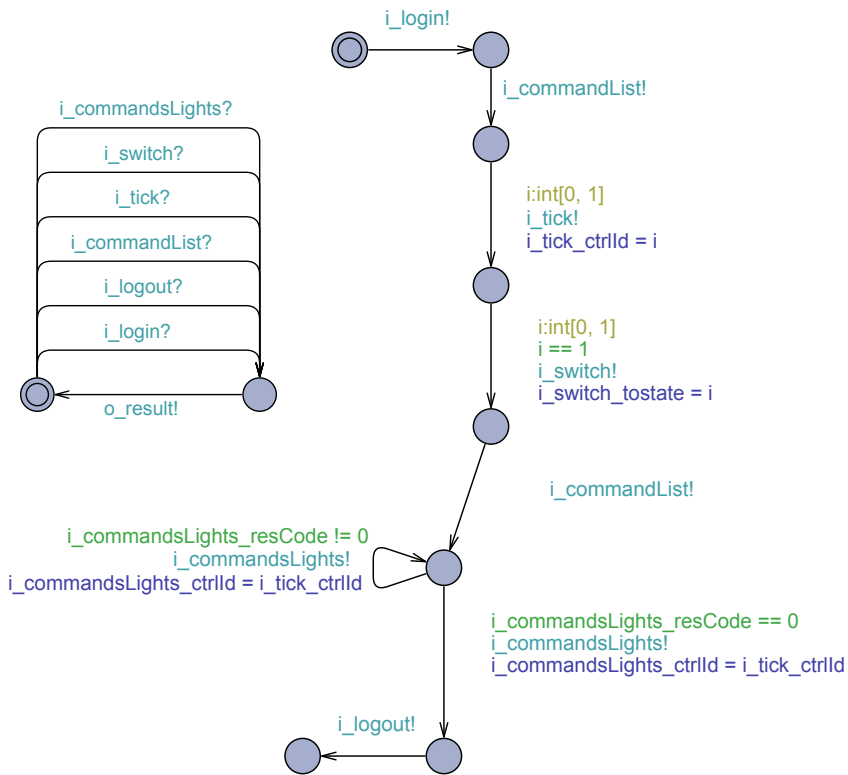 i_login!
i_commandList!
i_commandsLights?
i_switch?
i_tick?
i_commandList?
i_logout?
i_login?
o_result!
i:int[0, 1]
i_tick!
i_tick_ctrlId = i
i:int[0, 1]
i == 1
i_switch!
i_switch_tostate = i
i_commandList!
i_commandsLights_resCode != 0
i_commandsLights!
i_commandsLights_ctrlId = i_tick_ctrlId
i_commandsLights_resCode == 0
i_commandsLights!
i_commandsLights_ctrlId = i_tick_ctrlId
i_logout!